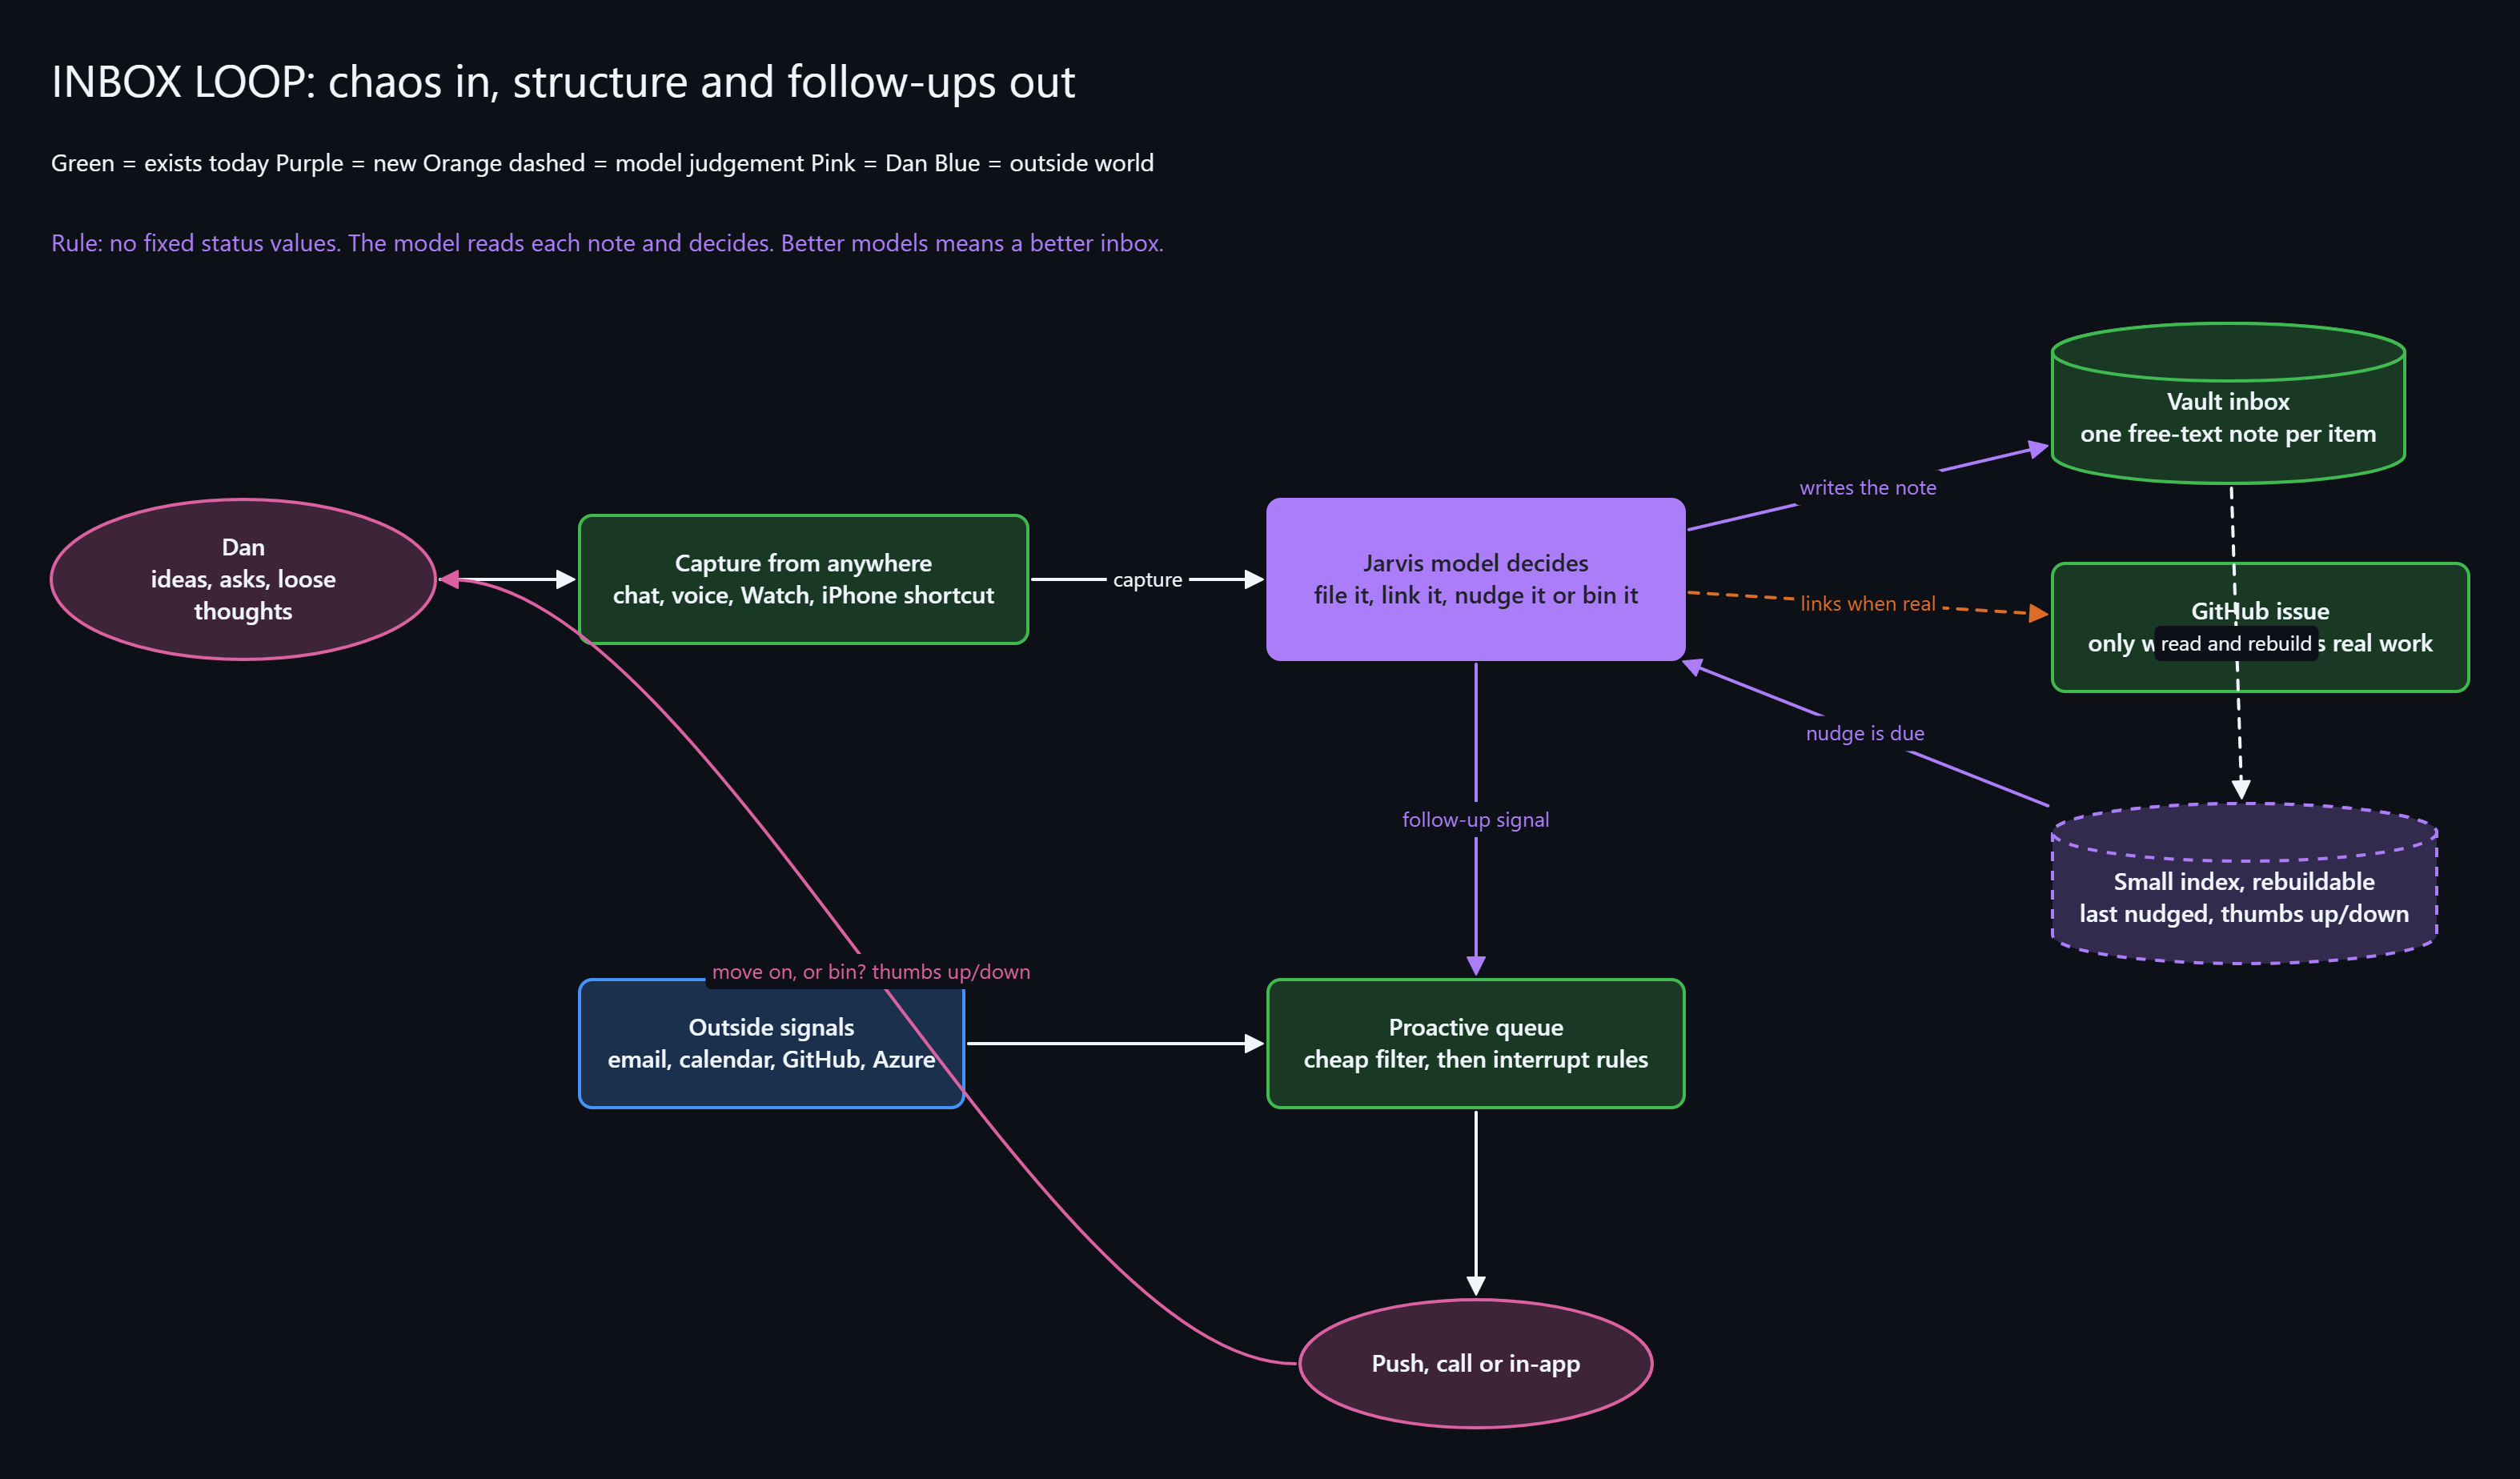 INBOX LOOP: chaos in, structure and follow-ups out
Green = exists today Purple = new Orange dashed = model judgement Pink = Dan Blue = outside world
Rule: no fixed status values. The model reads each note and decides. Better models means a better inbox.
Vault inbox
one free-text note per item
writes the note
Dan
ideas, asks, loose
thoughts
Capture from anywhere
chat, voice, Watch, iPhone shortcut
capture
Jarvis model decides
file it, link it, nudge it or bin it
links when real
GitHub issue
only
read and rebuild
real work
nudge is due
follow-up signal
Small index, rebuildable
last nudged, thumbs up/down
move on, or bin? thumbs up/down
Outside signals
email, calendar, GitHub, Azure
Proactive queue
cheap filter, then interrupt rules
Push, call or in-app